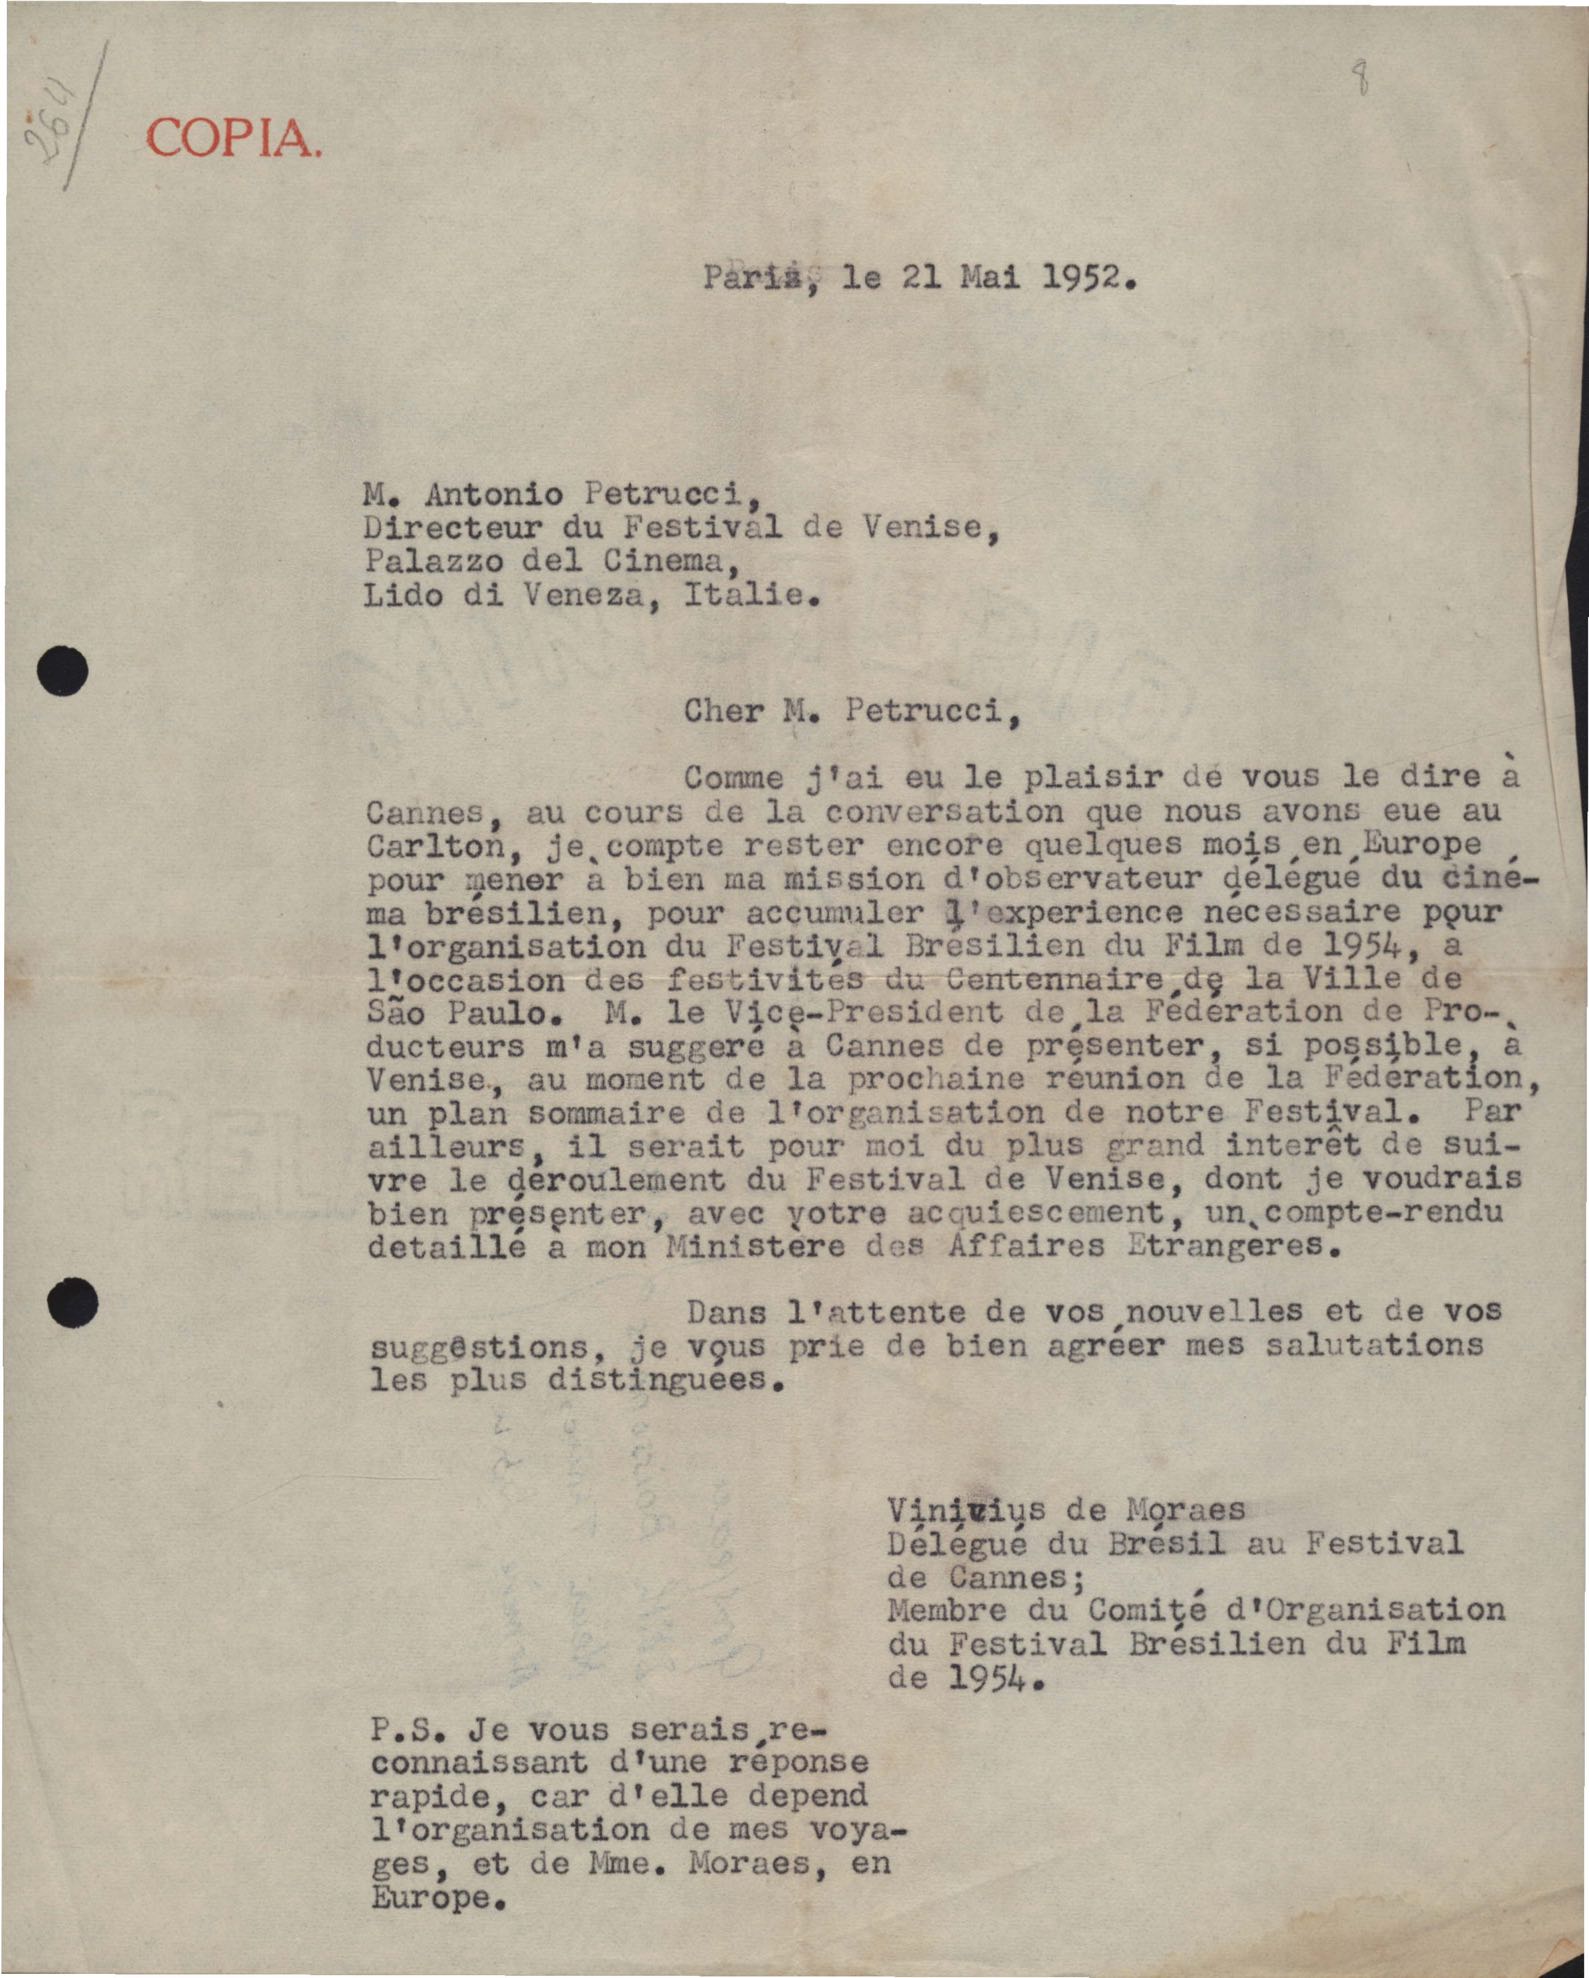 264/
8
COPIA.
Paris, le 21 Mai 1952.
M. Antonio Petrucci,
Directeur du Festival de Venise,
Palazzo del Cinema,
Lido di Veneza, Italie.
Cher M. Petrucci,
Comme j'ai eu le plaisir de vous le dire à
Cannes, au cours de la conversation que nous avons eue au
Carlton, je compte rester encore quelques mois en Europe
pour mener à bien ma mission d'observateur délégué du ciné-
ma brésilien, pour accumuler l'experience nécessaire pour
l'organisation du Festival Brésilien du Film de 1954, a
l'occasion des festivités du Centennaire de la Ville de
São Paulo. M. le Vice-President de la Fédération de Pro-
ducteurs m'a suggeré à Cannes de présenter, si possible, à
Venise, au moment de la prochaine réunion de la Fédération,
un plan sommaire de l'organisation de notre Festival. Par
ailleurs, il serait pour moi du plus grand interêt de sui-
vre le déroulement du Festival de Venise, dont je voudrais
bien présenter, avec votre acquiescement, un compte-rendu
detaillé à mon Ministère des Affaires Etrangeres.
Dans l'attente de vos nouvelles et de vos
suggestions, je vous prie de bien agréer mes salutations
les plus distinguées.
Vinivius de Moraes
Délégué du Brésil au Festival
de Cannes;
Membre du Comité d'Organisation
du Festival Brésilien du Film
de 1954.
P.S. Je vous serais re-
connaissant d'une réponse
rapide, car d'elle depend
l'organisation de mes voya-
ges, et de Mme. Moraes, en
Europe.